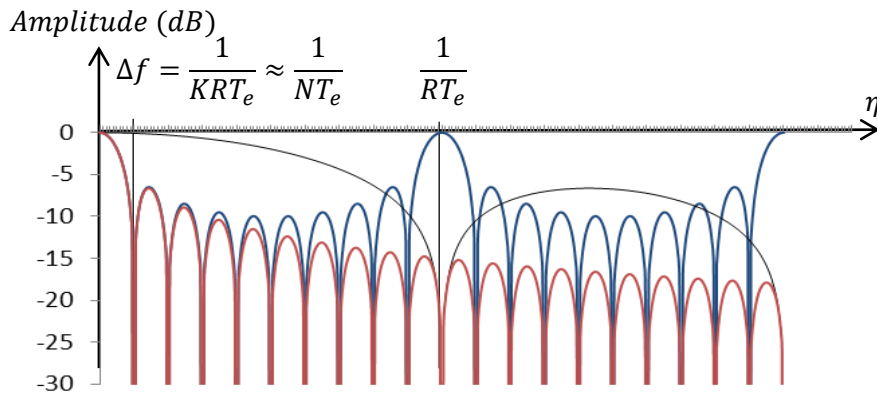 Amplitude (dB)
Δf = 1/KRT_e ≈ 1/NT_e
1/RT_e
η
0
-5
-10
-15
-20
-25
-30